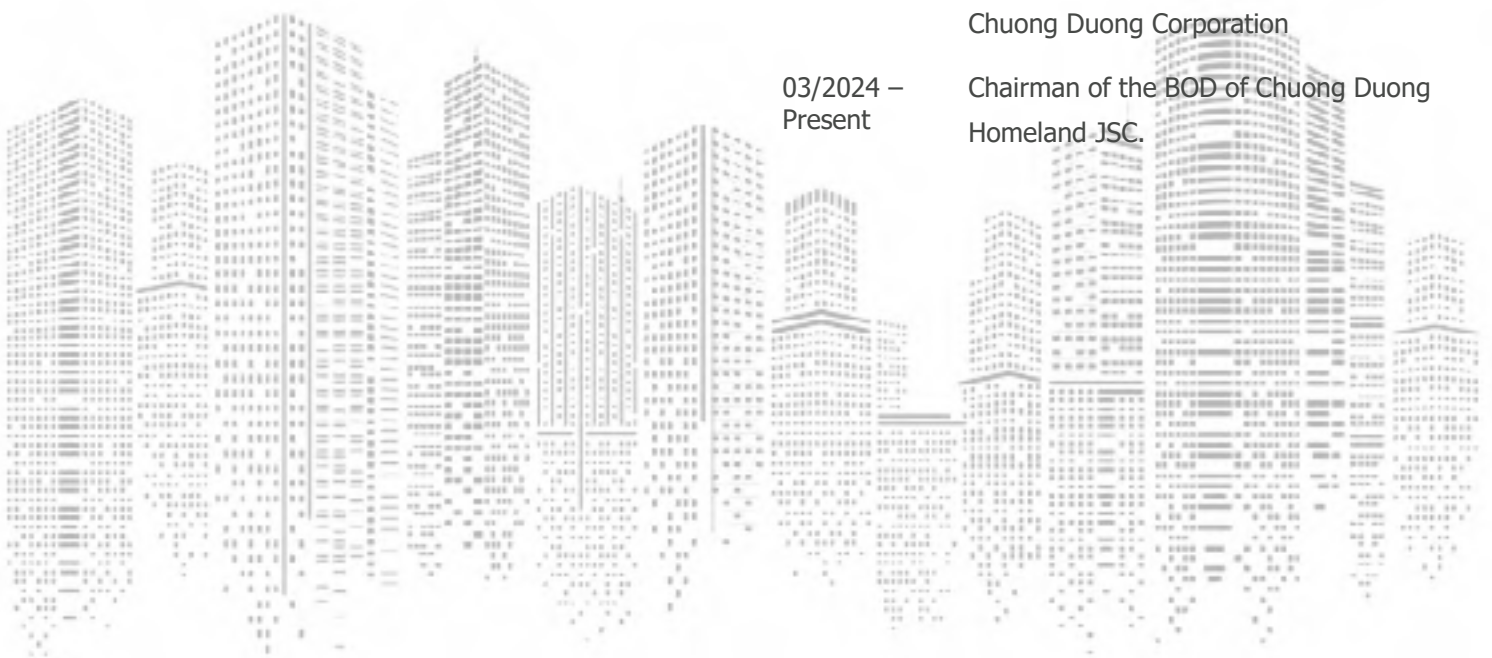 Chuong Duong Corporation
03/2024 – Chairman of the BOD of Chuong Duong
Present Homeland JSC.